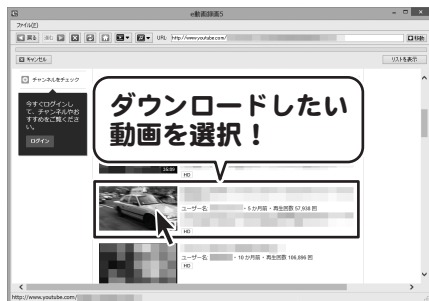 e動画録画5
ファイル(F)
戻る
進む
URL:
http://www.youtube.com/
移動
キャンセル
リストを表示
チャンネルをチェック
今すぐログインし
て、チャンネルやお
すすめをご覧くださ
い。
ログイン
ダウンロードしたい
動画を選択！
36:09
HD
ユーザー名
- 5 か月前 - 再生回数 57,938 回
HD
ユーザー名
- 10 か月前 - 再生回数 186,896 回
HD
http://www.youtube.com/